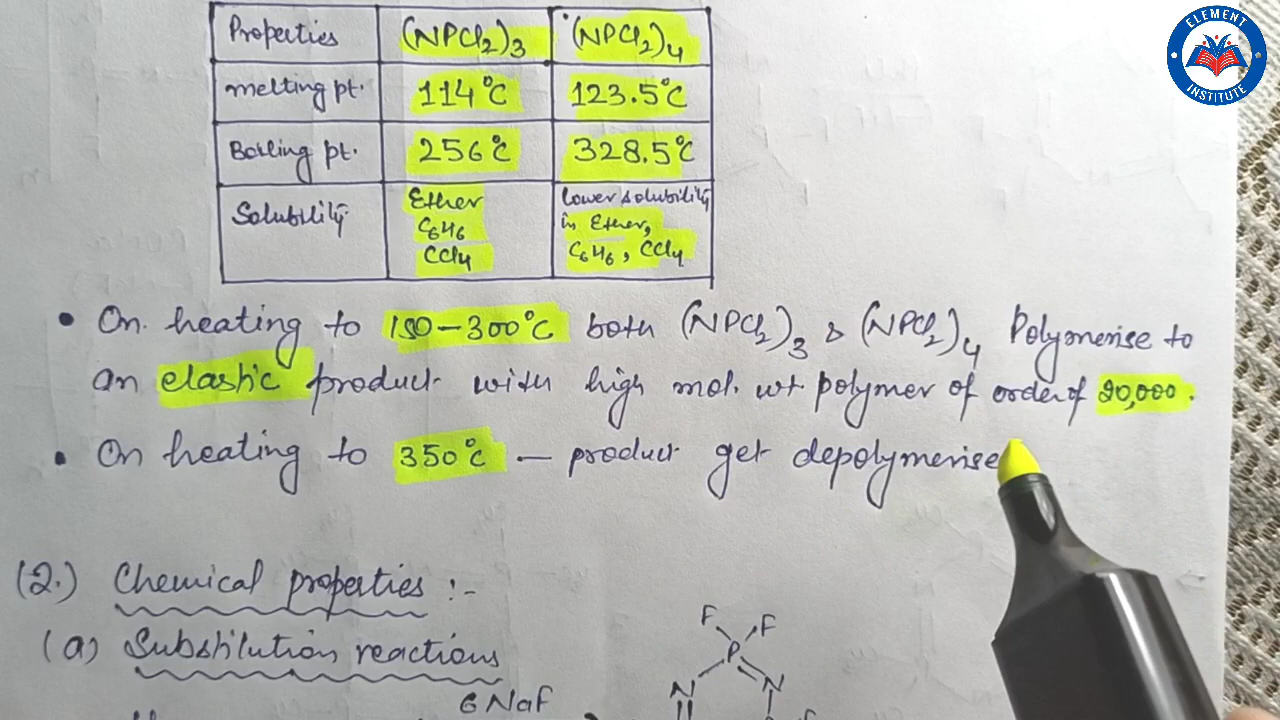 ELEMENT
INSTITUTE
Properties (NPCl2)3 (NPCl2)4
melting pt. 114°C 123.5°C
Boiling pt. 256°C 328.5°C
Solubility Ether C6H6 CCl4 lower solubility in Ether, C6H6, CCl4
• On heating to 150-300°C both (NPCl2)3 & (NPCl2)4 Polymerise to
an elastic product with high mol. wt polymer of order of 20,000.
• On heating to 350°C — product get depolymerise
(2.) Chemical properties :-
(a) Substitution reactions
F F
P
N N
6 NaF